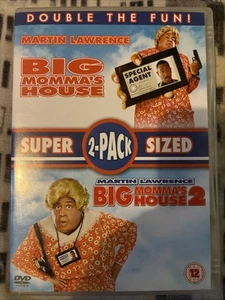 DOUBLE THE FUN!
MARTIN LAWRENCE
BIG
MOMMA'S
HOUSE
SPECIAL
AGENT
SUPER 2-PACK SIZED
MARTIN LAWRENCE
BIG MOMMA'S
HOUSE 2
DVD
12